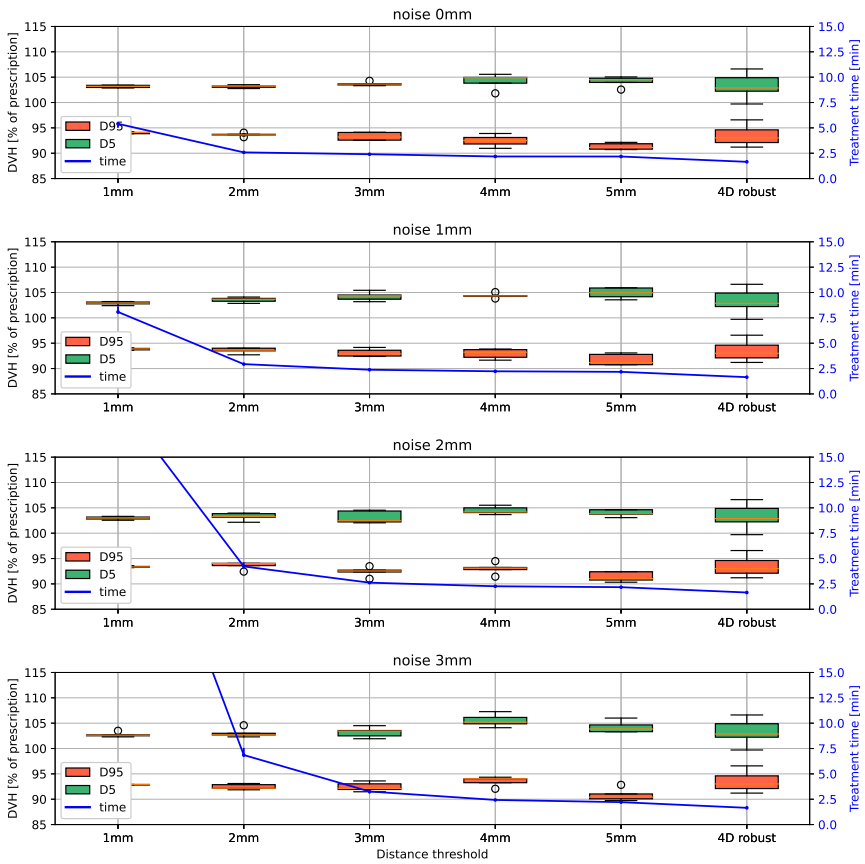 noise 0mm
DVH [% of prescription]
115
110
105
100
95
90
85
D95
D5
time
1mm 2mm 3mm 4mm 5mm 4D robust
15.0
12.5
10.0
7.5
5.0
2.5
0.0
Treatment time [min]
noise 1mm
DVH [% of prescription]
115
110
105
100
95
90
85
D95
D5
time
1mm 2mm 3mm 4mm 5mm 4D robust
15.0
12.5
10.0
7.5
5.0
2.5
0.0
Treatment time [min]
noise 2mm
DVH [% of prescription]
115
110
105
100
95
90
85
D95
D5
time
1mm 2mm 3mm 4mm 5mm 4D robust
15.0
12.5
10.0
7.5
5.0
2.5
0.0
Treatment time [min]
noise 3mm
DVH [% of prescription]
115
110
105
100
95
90
85
D95
D5
time
1mm 2mm 3mm 4mm 5mm 4D robust
15.0
12.5
10.0
7.5
5.0
2.5
0.0
Treatment time [min]
Distance threshold